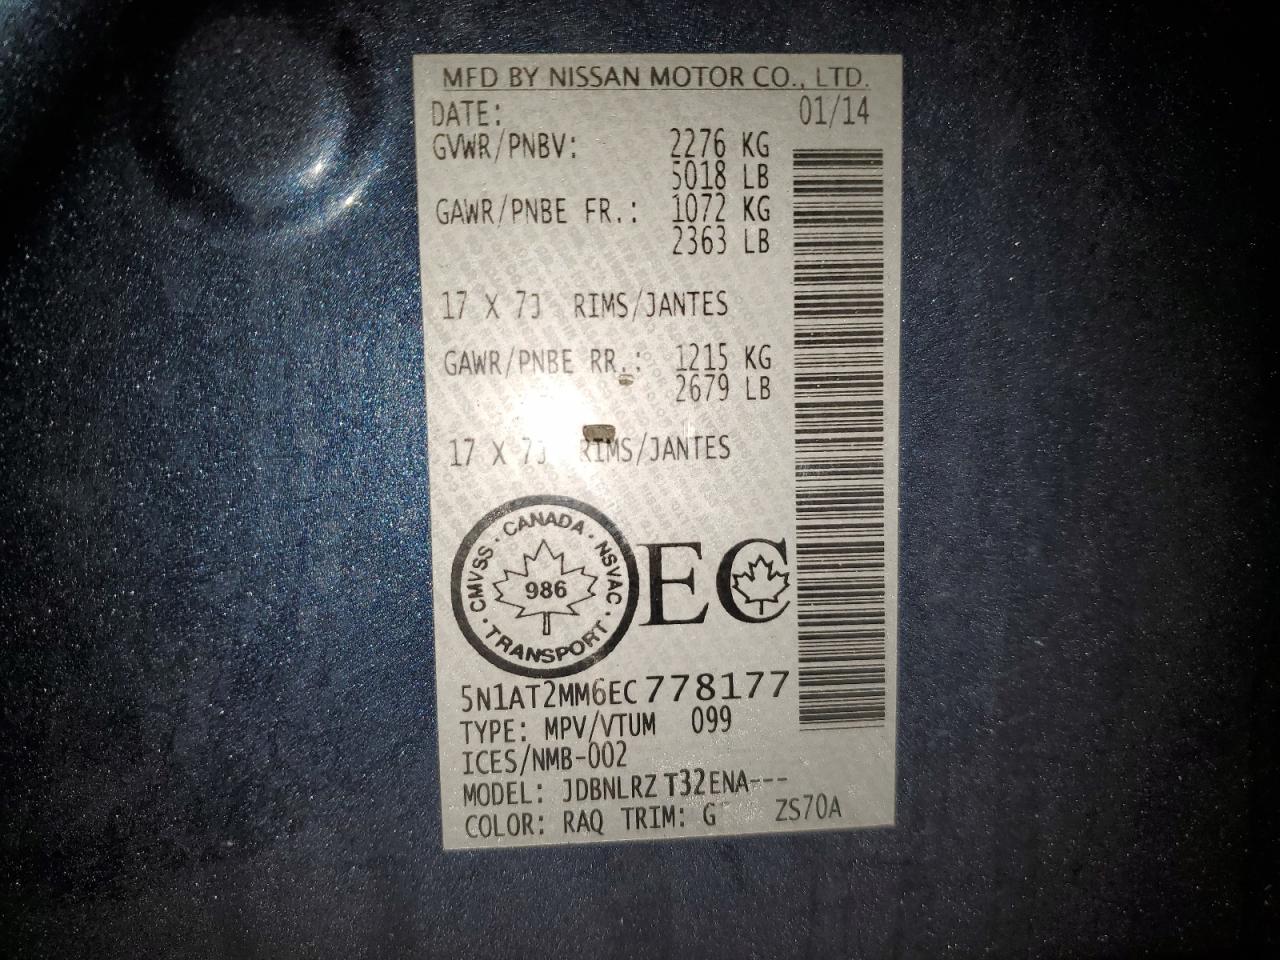 MFD BY NISSAN MOTOR CO., LTD.
DATE: 01/14
GVWR/PNBV: 2276 KG
5018 LB
GAWR/PNBE FR.: 1072 KG
2363 LB
17 X 7J RIMS/JANTES
GAWR/PNBE RR.: 1215 KG
2679 LB
17 X 7J RIMS/JANTES
CMVSS · CANADA · NSVAC · TRANSPORT ·
986
EC
5N1AT2MM6EC778177
TYPE: MPV/VTUM 099
ICES/NMB-002
MODEL: JDBNLRZ T32ENA---
COLOR: RAQ TRIM: G ZS70A